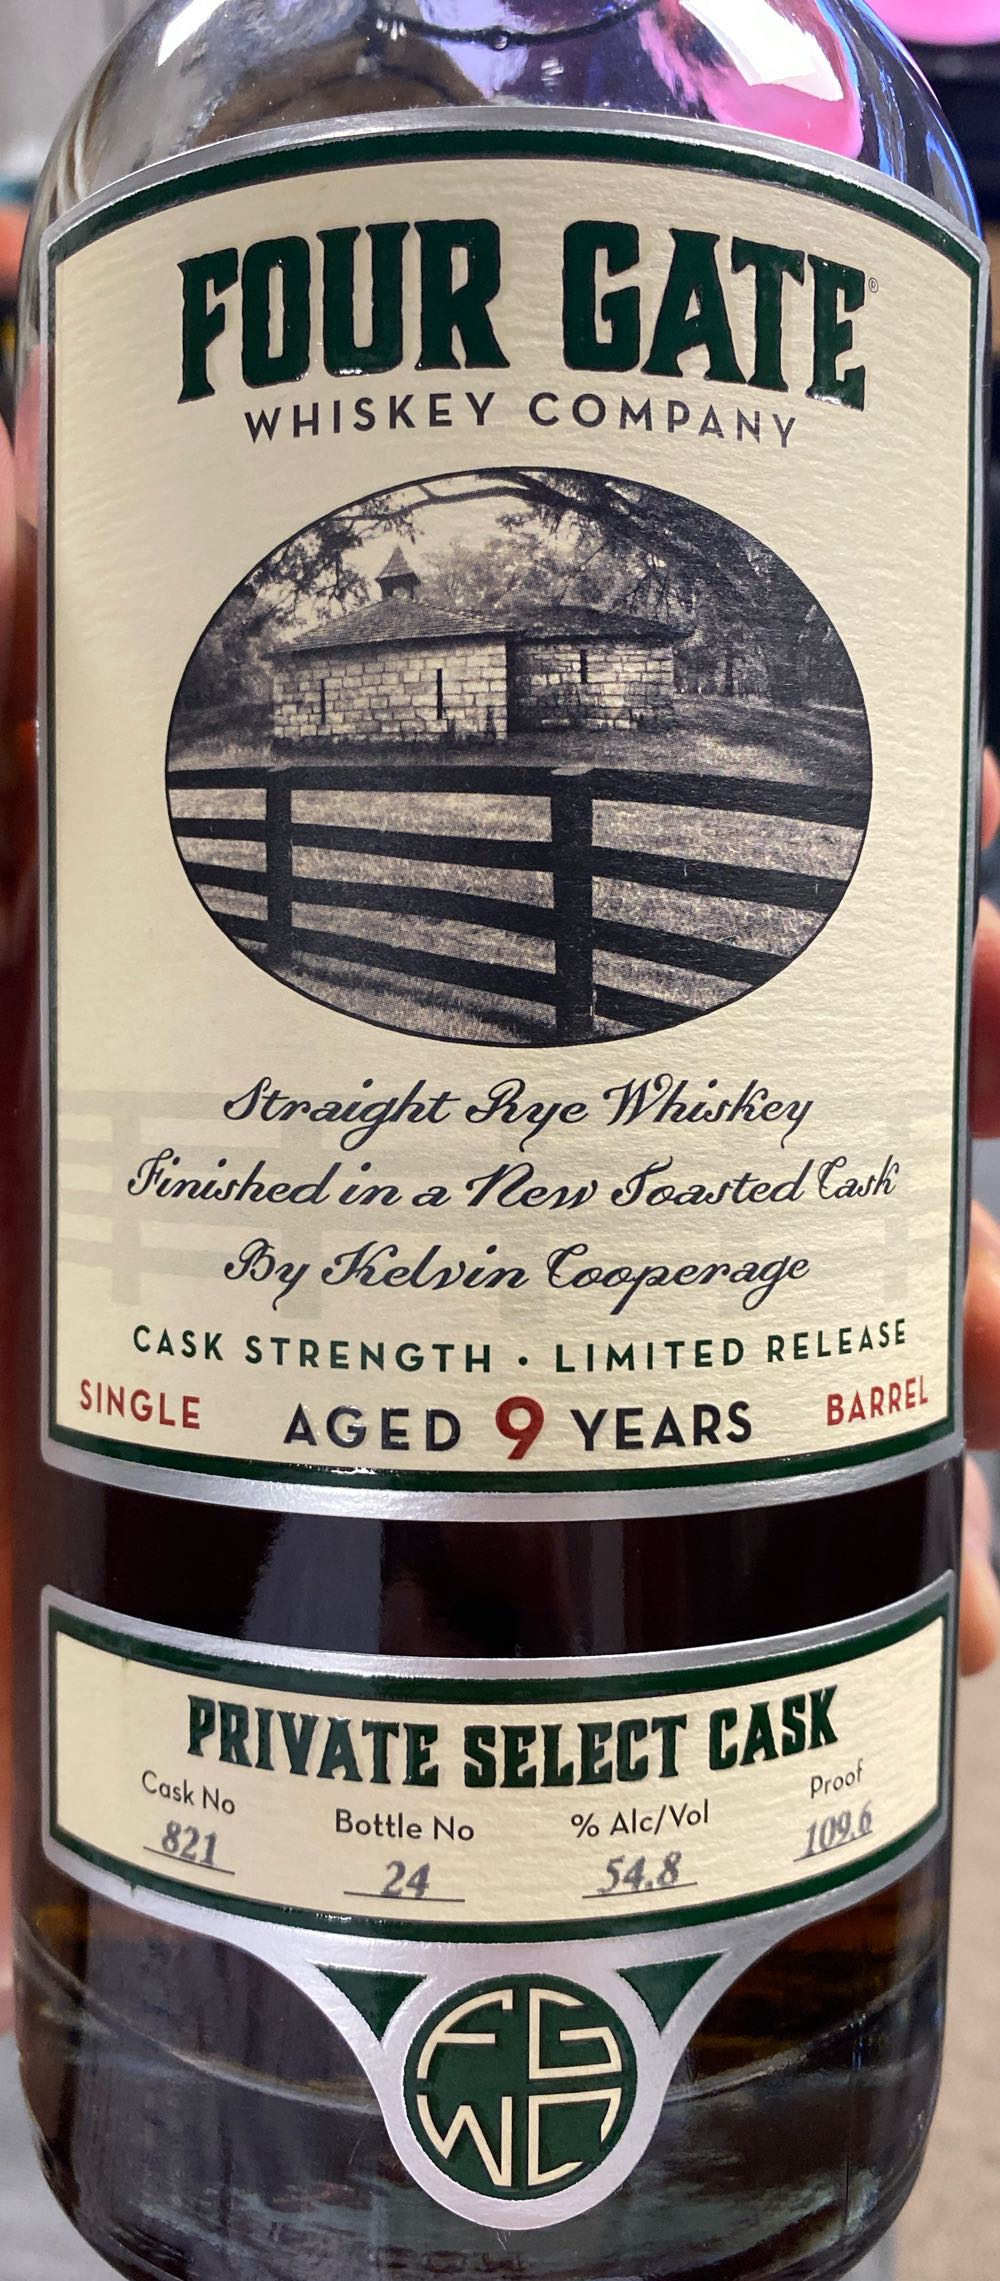 FOUR GATE®
WHISKEY COMPANY
Straight Rye Whiskey
Finished in a New Toasted Cask
By Kelvin Cooperage
CASK STRENGTH • LIMITED RELEASE
SINGLE AGED 9 YEARS BARREL
PRIVATE SELECT CASK
Cask No Bottle No % Alc/Vol Proof
821 24 54.8 109.6
FG
WC